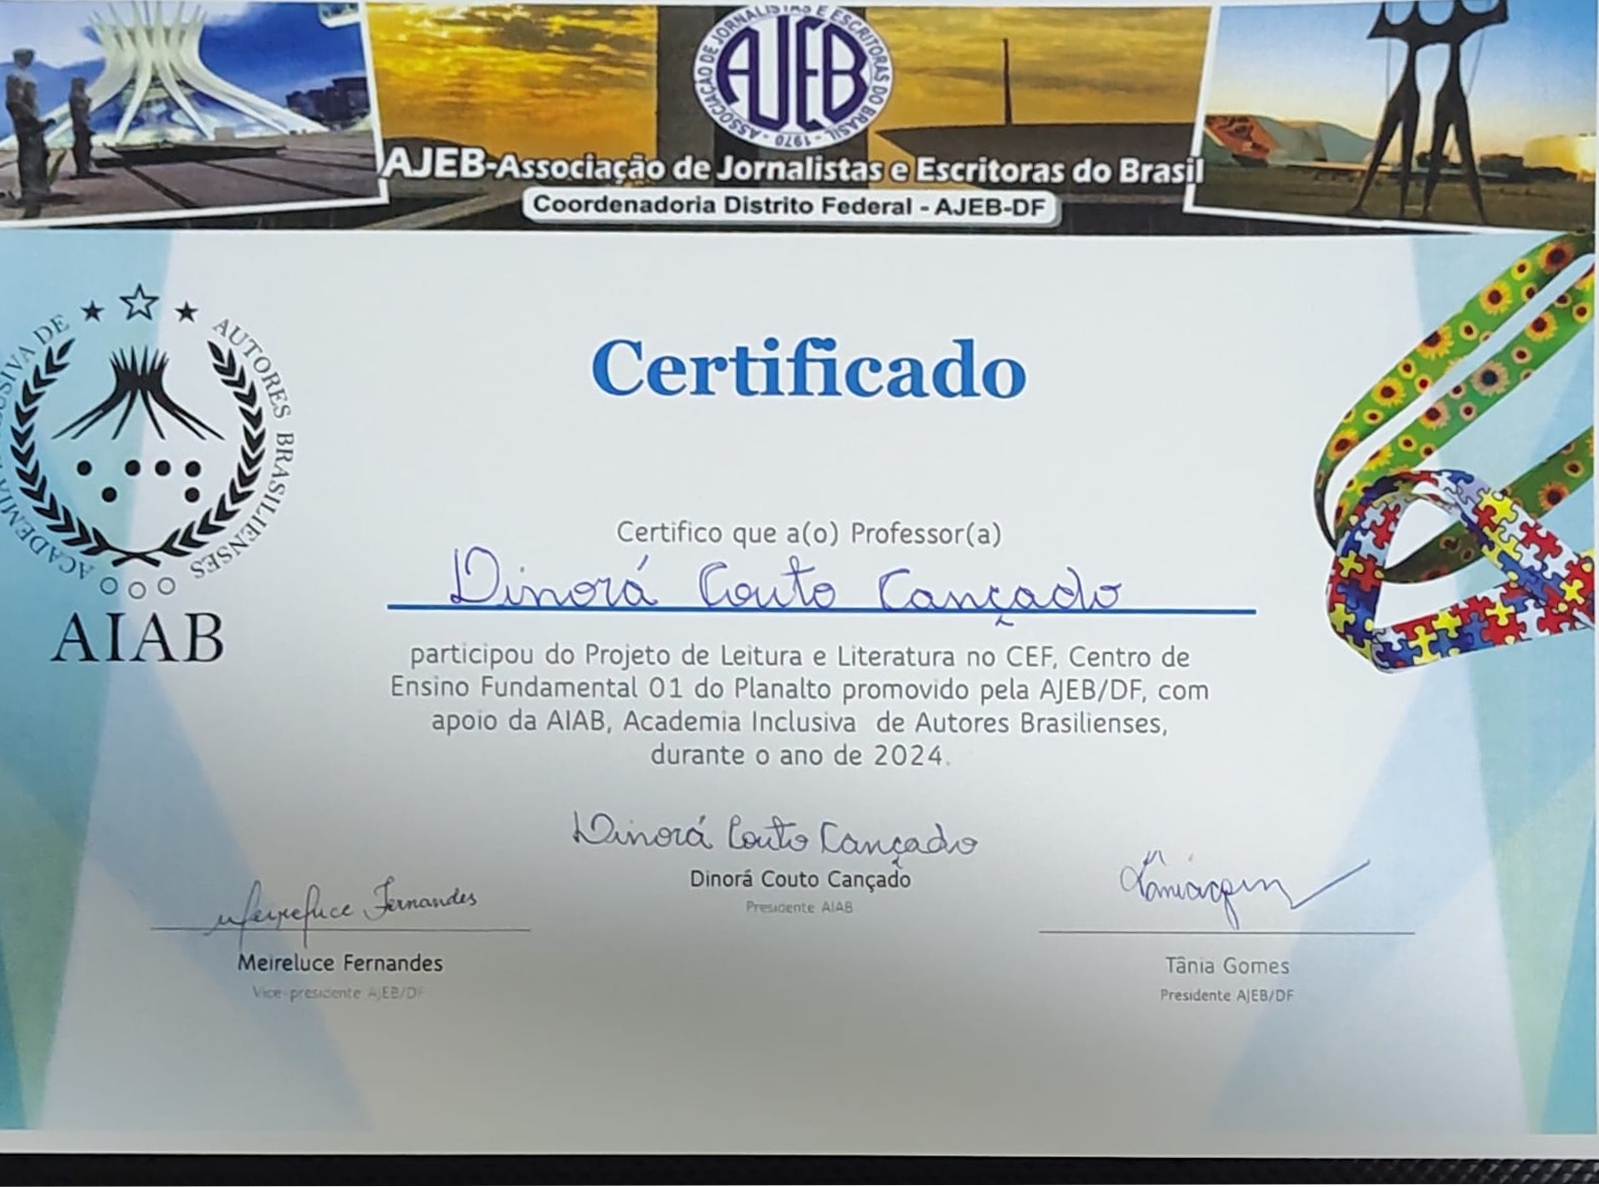 ASSOCIAÇÃO DE JORNALISTAS E ESCRITORAS DO BRASIL
AJEB
1970
AJEB-Associação de Jornalistas e Escritoras do Brasil
Coordenadoria Distrito Federal - AJEB-DF
ACADEMIA INCLUSIVA DE AUTORES BRASILIENSES
AIAB
Certificado
Certifico que a(o) Professor(a)
Dinorá Couto Cançado
participou do Projeto de Leitura e Literatura no CEF, Centro de
Ensino Fundamental 01 do Planalto promovido pela AJEB/DF, com
apoio da AIAB, Academia Inclusiva de Autores Brasilienses,
durante o ano de 2024.
Dinorá Couto Cançado
Dinorá Couto Cançado
Presidente AIAB
Meireluce Fernandes
Meireluce Fernandes
Vice-presidente AJEB/DF
Tânia Gomes
Presidente AJEB/DF